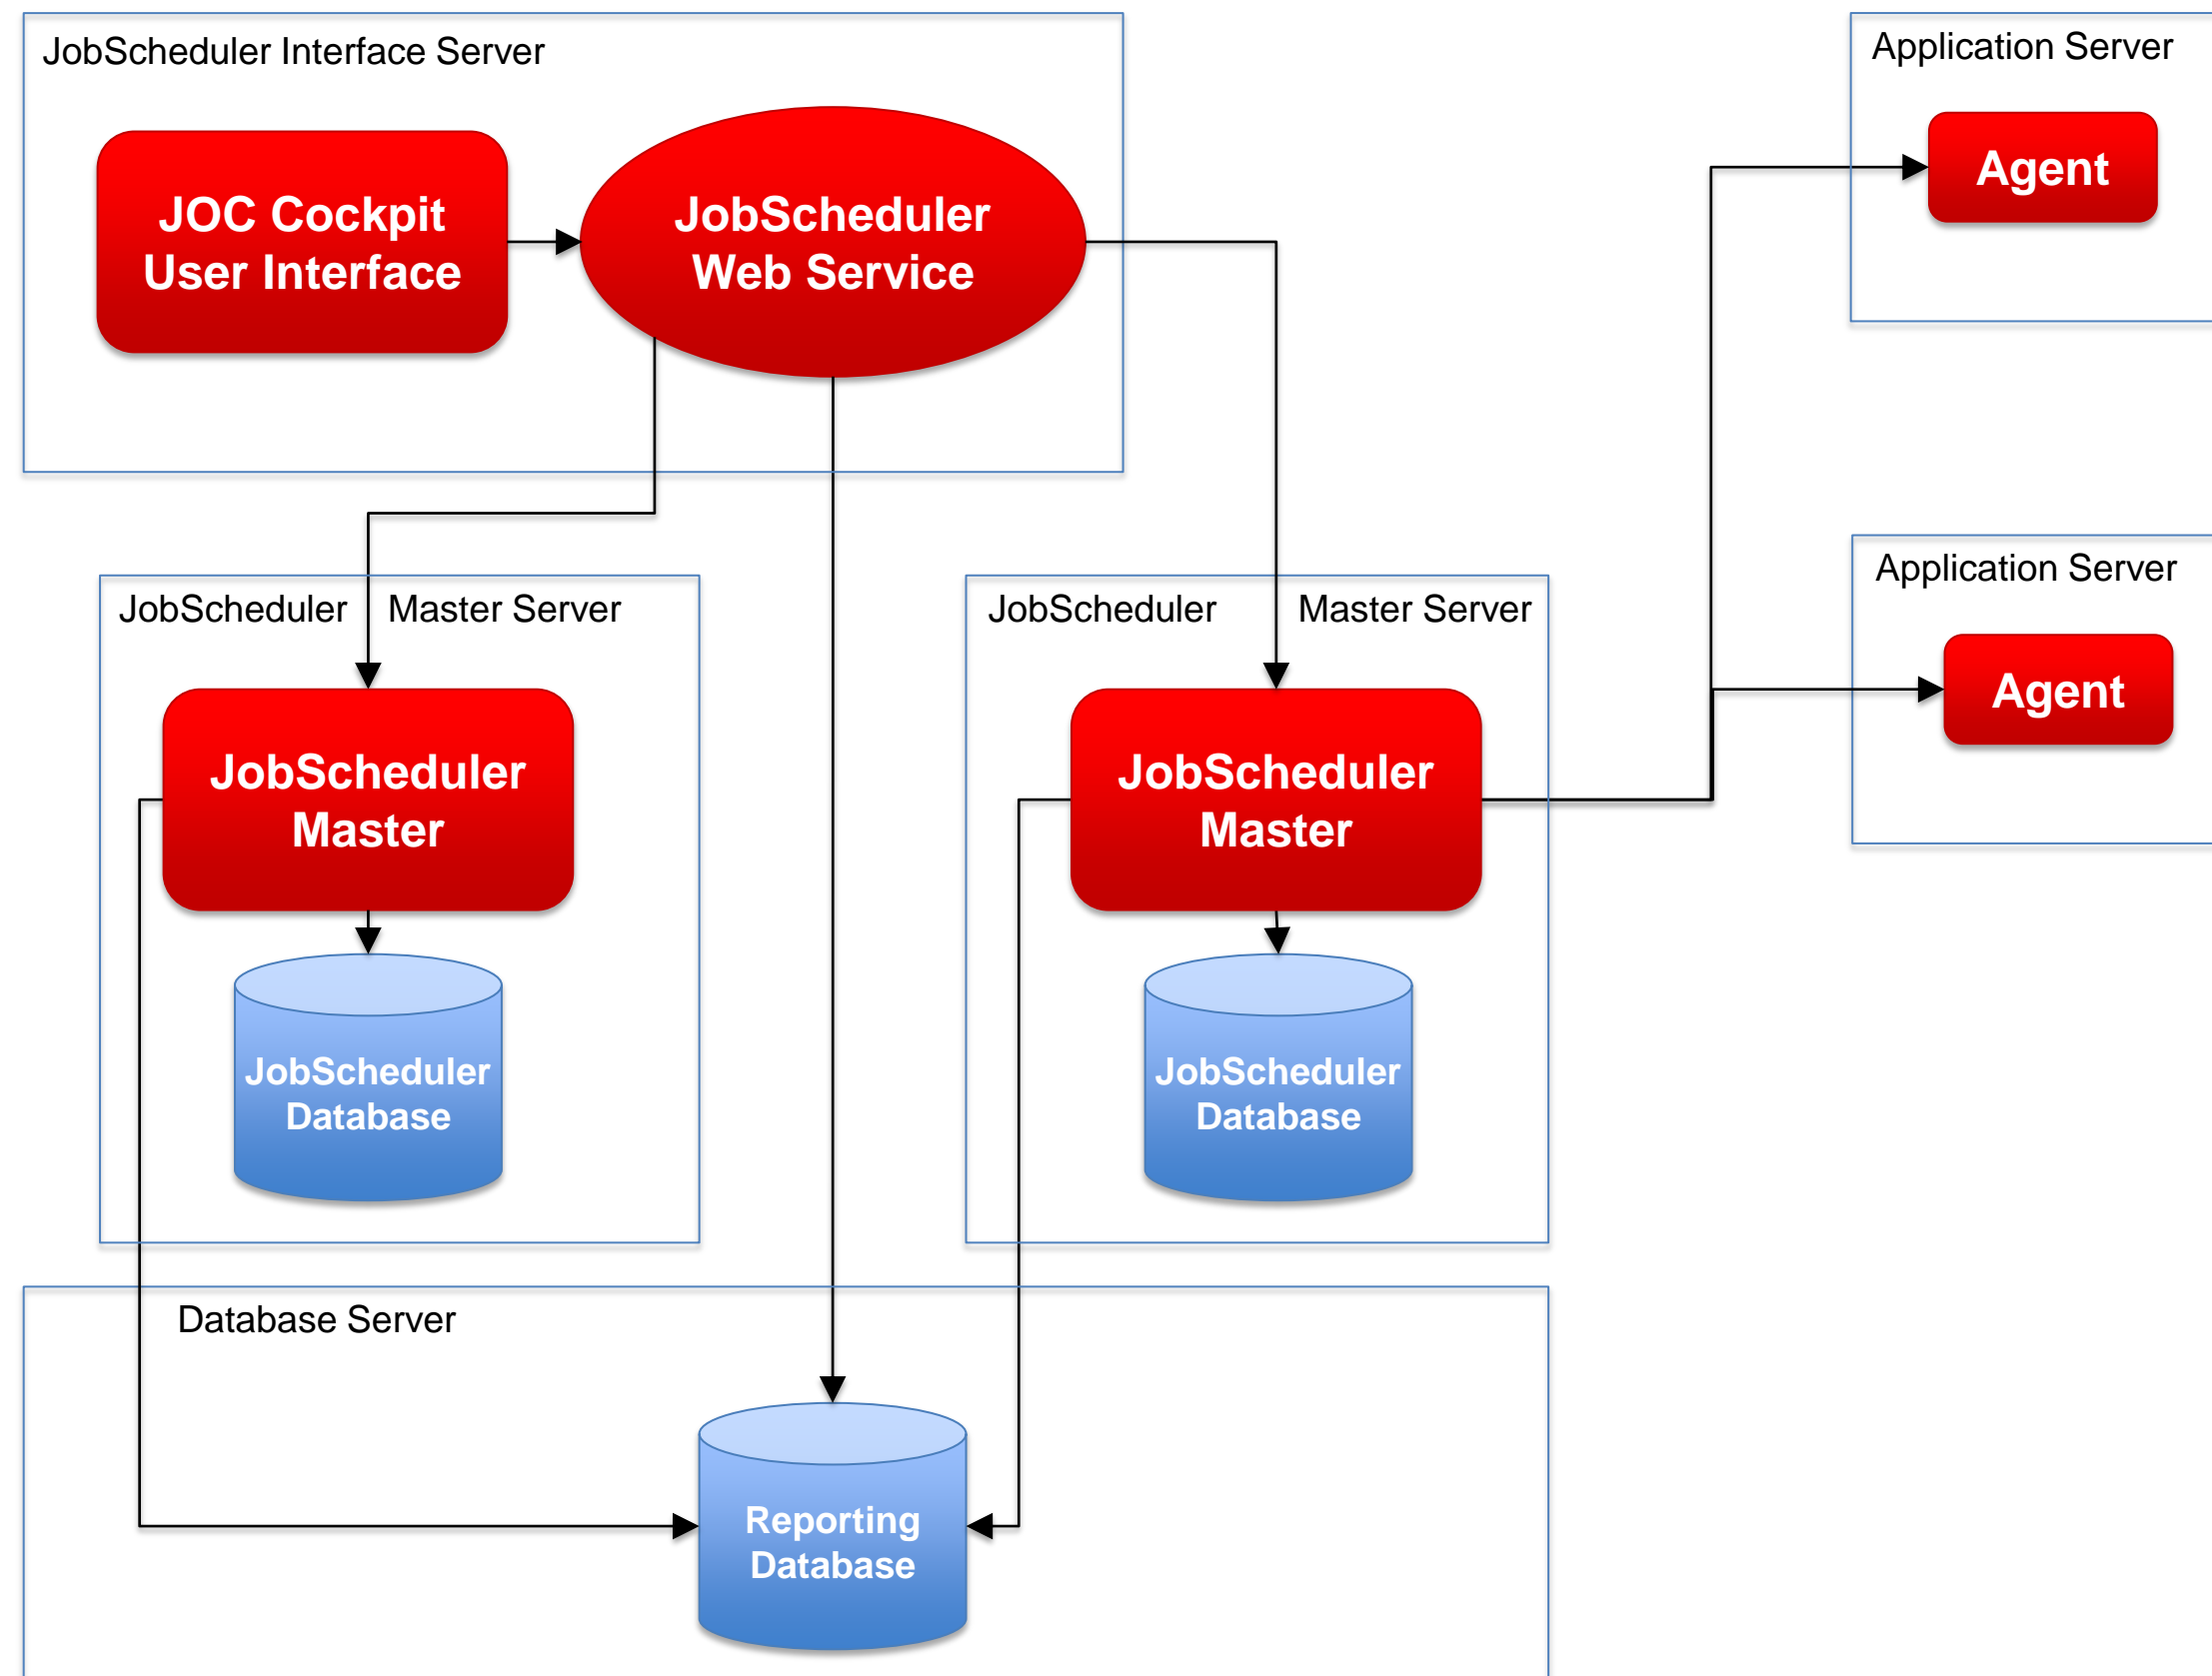 JobScheduler Interface Server
JOC Cockpit
User Interface
JobScheduler
Web Service
Application Server
Agent
Application Server
Agent
JobScheduler Master Server
JobScheduler
Master
JobScheduler
Database
JobScheduler Master Server
JobScheduler
Master
JobScheduler
Database
Database Server
Reporting
Database